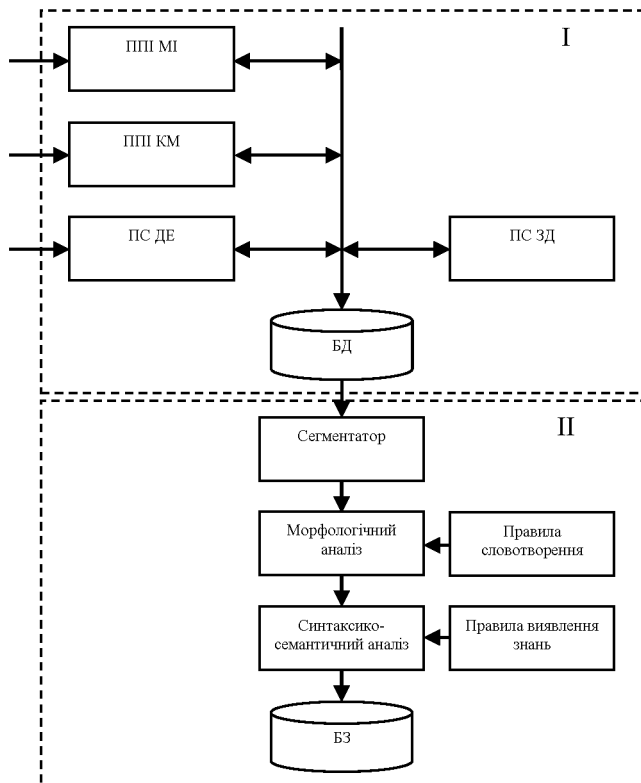 I
ППІ МІ
ППІ КМ
ПС ДЕ
ПС ЗД
БД
II
Сегментатор
Морфологічний
аналіз
Правила
словотворення
Синтаксико-
семантичний аналіз
Правила виявлення
знань
БЗ